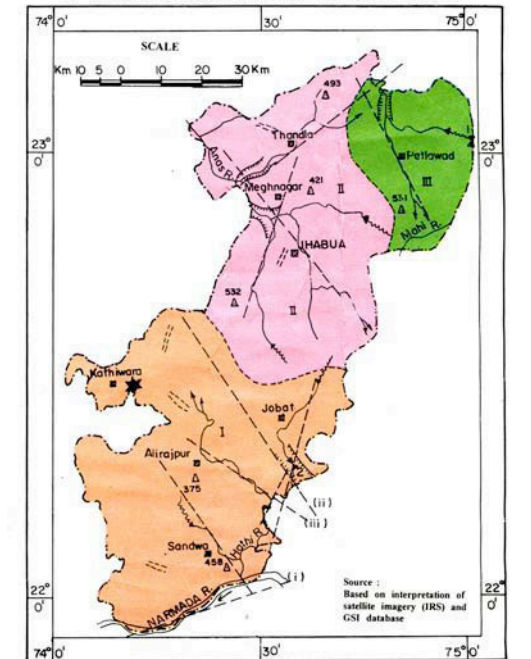 74° 0' 30' 75° 0'
SCALE
Km 10 5 0 10 20 30 Km
493
Thandla
23° 0' 23° 0'
Anas R.
Petlawad
Meghnagar
421
II
III
531
Mahi R.
JHABUA
532
II
Kathiwara
Jobat
I
Alirajpur
2
375
(ii)
(iii)
Sandwa
Hathi R.
458
(i)
NARMADA R.
22° 0' 22° 0'
Source :
Based on interpretation of
satellite imagery (IRS) and
GSI database
74° 0' 30' 75° 0'